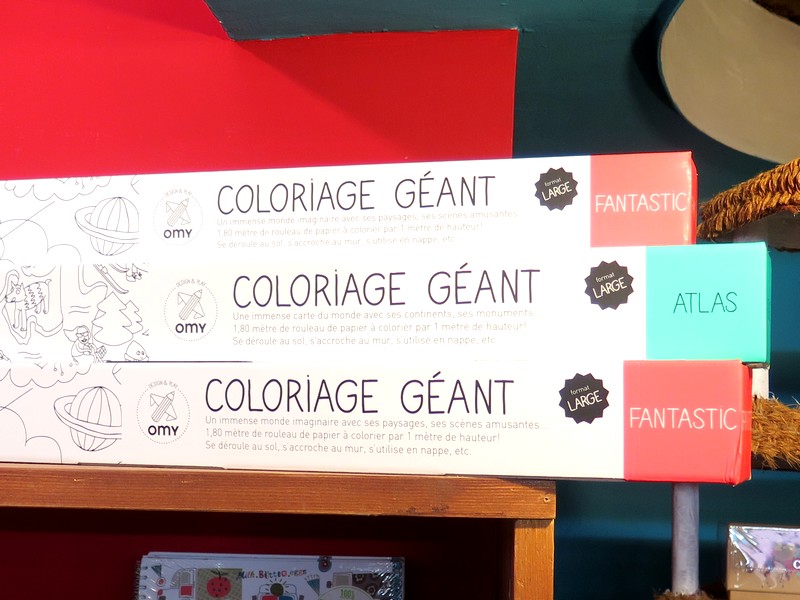 DESIGN & PLAY
OMY
COLORIAGE GÉANT
Un immense monde imaginaire avec ses paysages, ses scènes amusantes...
1,80 mètre de rouleau de papier à colorier par 1 mètre de hauteur!
Se déroule au sol, s'accroche au mur, s'utilise en nappe, etc.
format
LARGE
FANTASTIC
DESIGN & PLAY
OMY
COLORIAGE GÉANT
Une immense carte du monde avec ses continents, ses monuments...
1,80 mètre de rouleau de papier à colorier par 1 mètre de hauteur!
Se déroule au sol, s'accroche au mur, s'utilise en nappe, etc.
format
LARGE
ATLAS
DESIGN & PLAY
OMY
COLORIAGE GÉANT
Un immense monde imaginaire avec ses paysages, ses scènes amusantes...
1,80 mètre de rouleau de papier à colorier par 1 mètre de hauteur!
Se déroule au sol, s'accroche au mur, s'utilise en nappe, etc.
format
LARGE
FANTASTIC